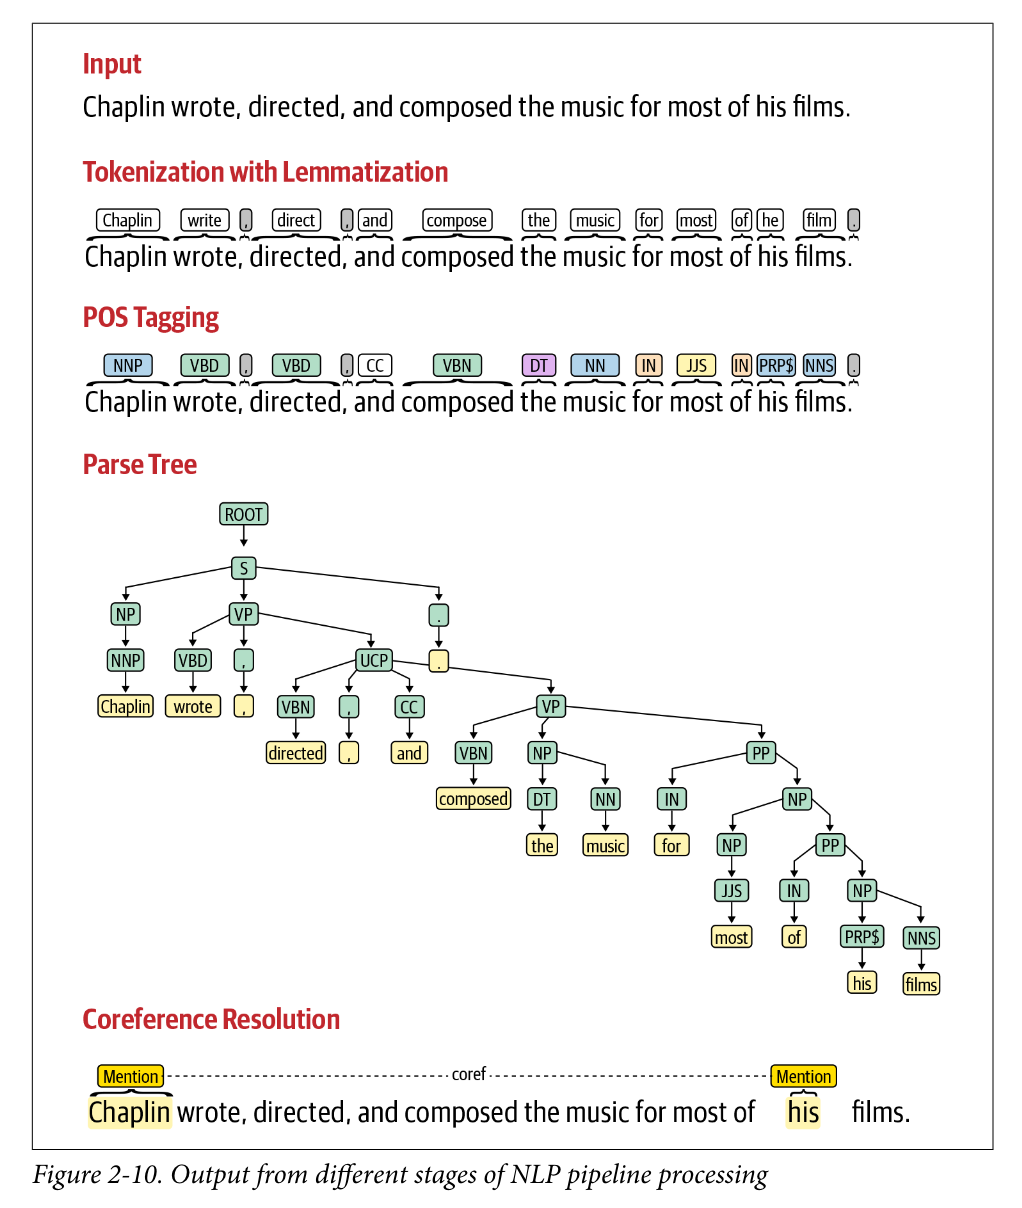 Input
Chaplin wrote, directed, and composed the music for most of his films.
Tokenization with Lemmatization
Chaplin write , direct , and compose the music for most of he film .
Chaplin wrote, directed, and composed the music for most of his films.
POS Tagging
NNP VBD , VBD , CC VBN DT NN IN JJS IN PRP$ NNS .
Chaplin wrote, directed, and composed the music for most of his films.
Parse Tree
ROOT
S
NP VP .
NNP VBD , UCP .
Chaplin wrote , VBN , CC VP
directed , and VBN NP PP
composed DT NN IN NP
the music for NP PP
JJS IN NP
most of PRP$ NNS
his films
Coreference Resolution
Mention coref Mention
Chaplin wrote, directed, and composed the music for most of his films.
Figure 2-10. Output from different stages of NLP pipeline processing